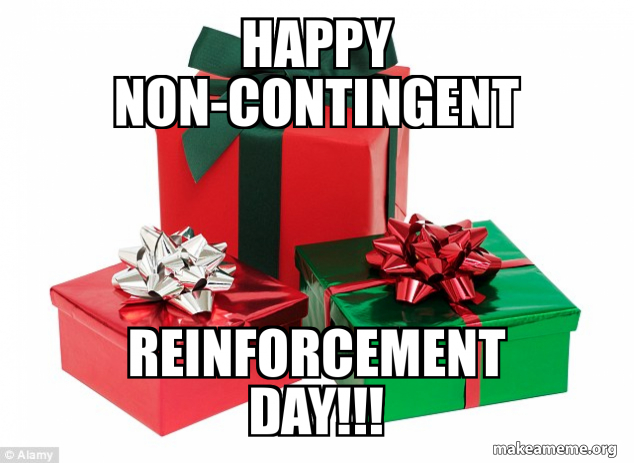 HAPPY
NON-CONTINGENT
REINFORCEMENT
DAY!!!
© Alamy
makeameme.org